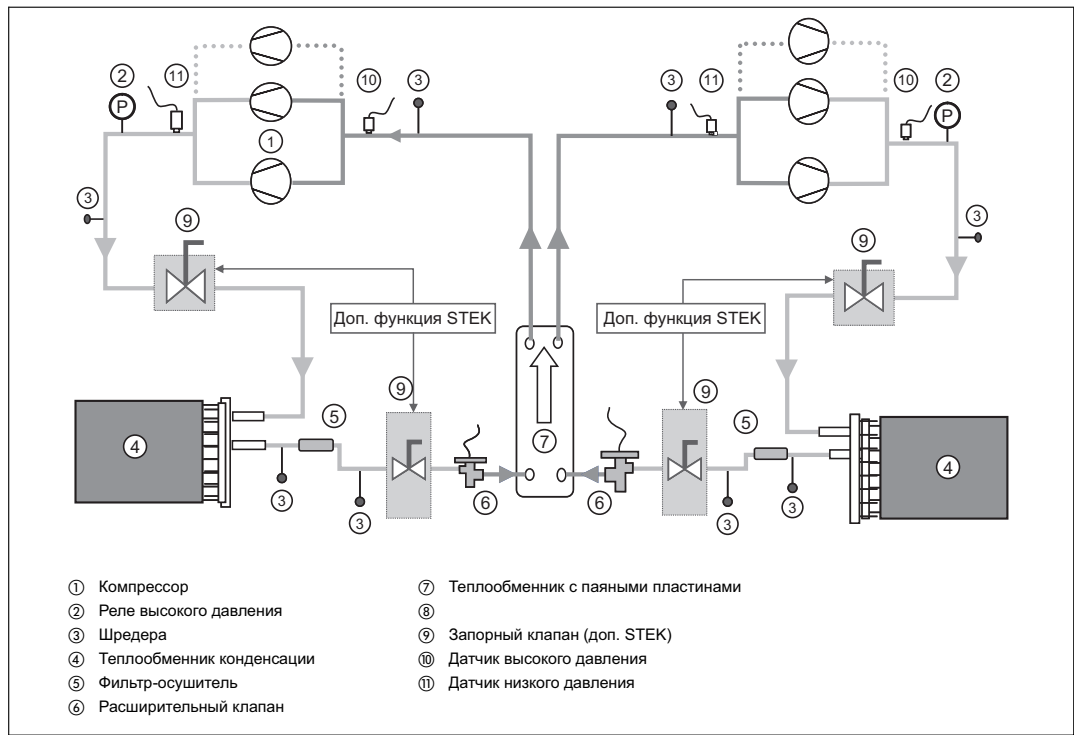 ② ⑪ ⑩ ③ ③ ⑪ ⑩ ②
P P
①
③ ③
⑨ ⑨
Доп. функция STEK Доп. функция STEK
⑨ ⑨
⑤ ⑤
④ ⑦ ④
③ ③ ⑥ ⑥ ③ ③
① Компрессор
② Реле высокого давления
③ Шредера
④ Теплообменник конденсации
⑤ Фильтр-осушитель
⑥ Расширительный клапан
⑦ Теплообменник с паяными пластинами
⑧
⑨ Запорный клапан (доп. STEK)
⑩ Датчик высокого давления
⑪ Датчик низкого давления